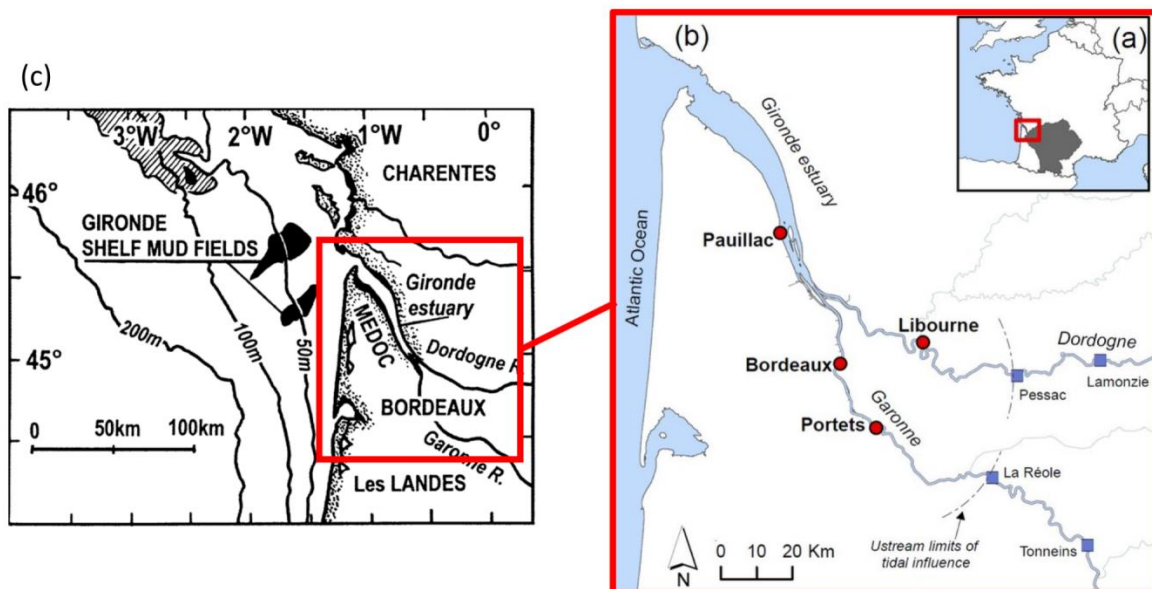 (c)
3°W
2°W
1°W
0°
CHARENTES
46°
GIRONDE
SHELF MUD FIELDS
Gironde
estuary
MEDOC
200m
100m
50m
45°
Dordogne R.
BORDEAUX
0
50km
100km
Garonne R.
Les LANDES
(b)
(a)
Gironde estuary
Atlantic Ocean
Pauillac
Libourne
Dordogne
Bordeaux
Lamonzie
Pessac
Portets
Garonne
La Réole
Ustream limits of
tidal influence
Tonneins
N
0 10 20 Km